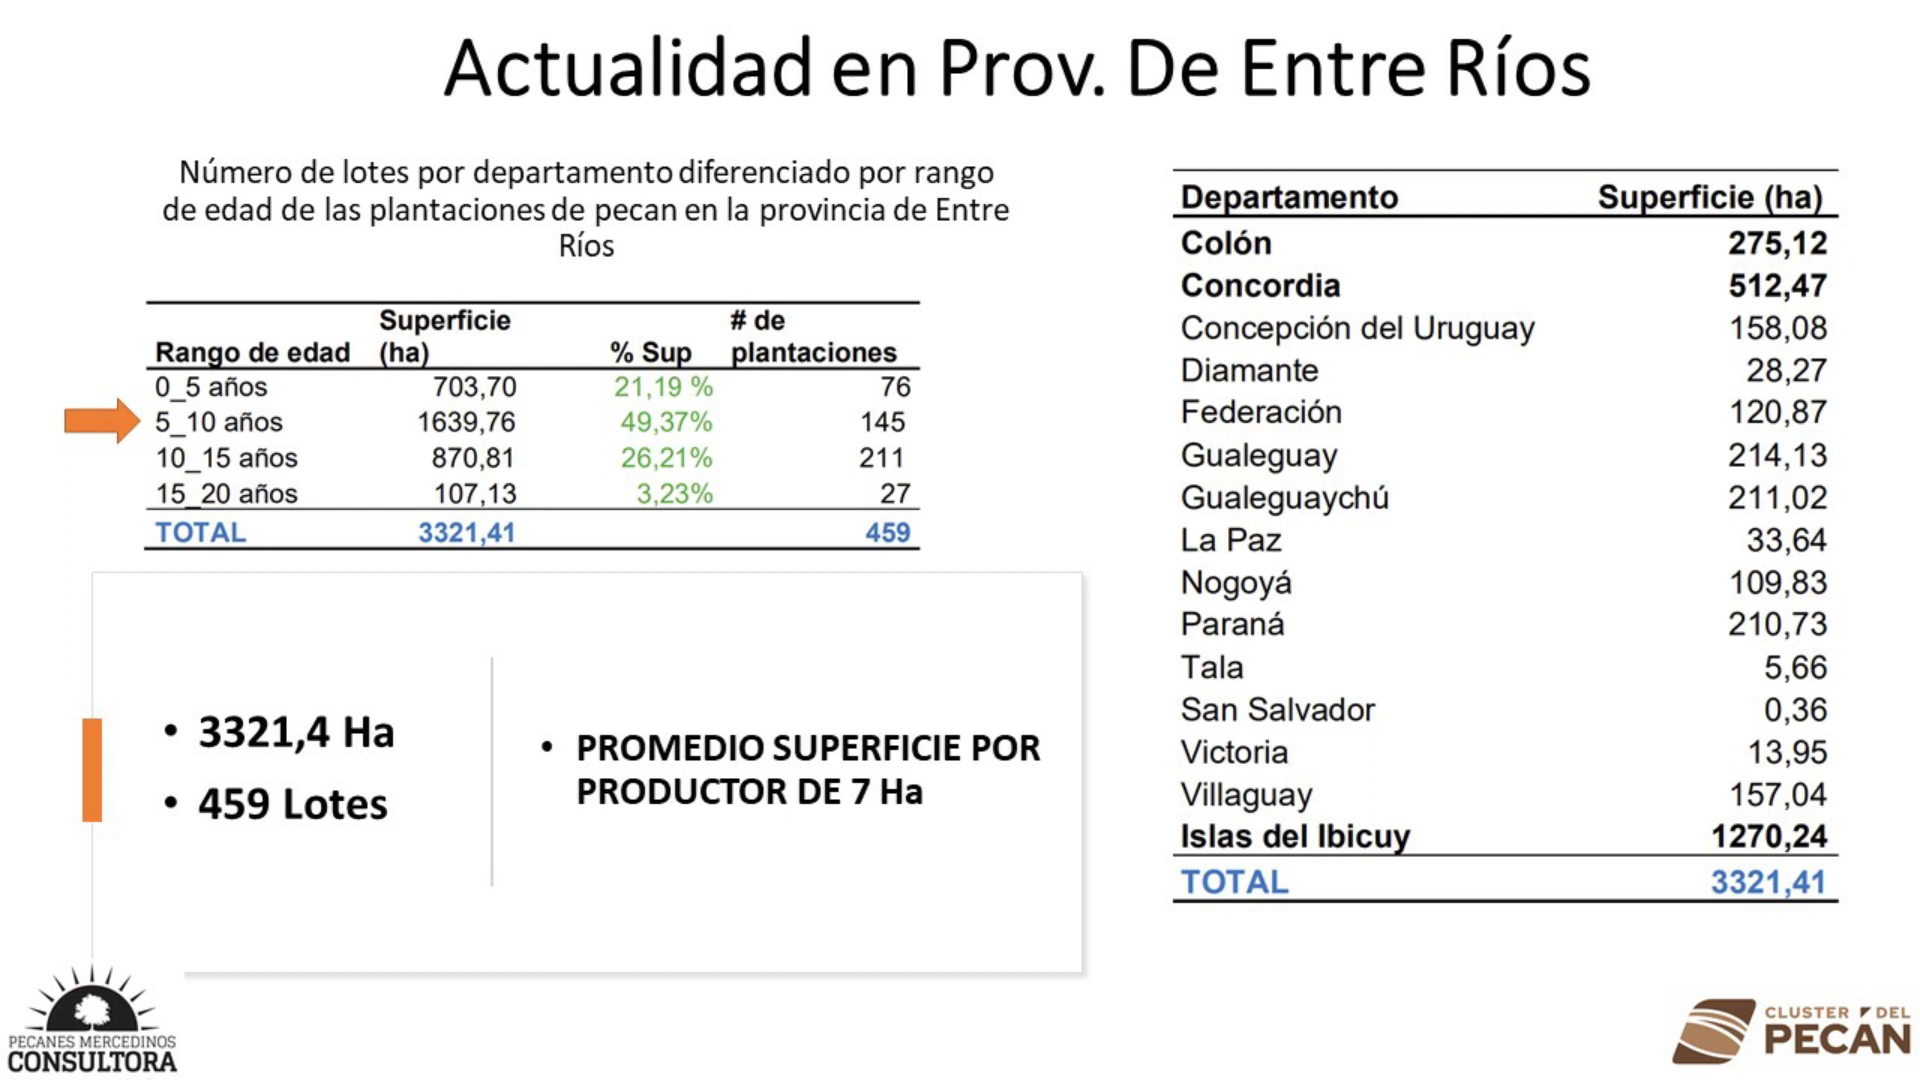 Actualidad en Prov. De Entre Ríos
Número de lotes por departamento diferenciado por rango
de edad de las plantaciones de pecan en la provincia de Entre
Ríos
Rango de edad Superficie (ha) % Sup # de plantaciones
0_5 años 703,70 21,19 % 76
5_10 años 1639,76 49,37% 145
10_15 años 870,81 26,21% 211
15_20 años 107,13 3,23% 27
TOTAL 3321,41 459
• 3321,4 Ha
• 459 Lotes
• PROMEDIO SUPERFICIE POR
PRODUCTOR DE 7 Ha
Departamento Superficie (ha)
Colón 275,12
Concordia 512,47
Concepción del Uruguay 158,08
Diamante 28,27
Federación 120,87
Gualeguay 214,13
Gualeguaychú 211,02
La Paz 33,64
Nogoyá 109,83
Paraná 210,73
Tala 5,66
San Salvador 0,36
Victoria 13,95
Villaguay 157,04
Islas del Ibicuy 1270,24
TOTAL 3321,41
PECANES MERCEDINOS
CONSULTORA
CLUSTER DEL
PECAN